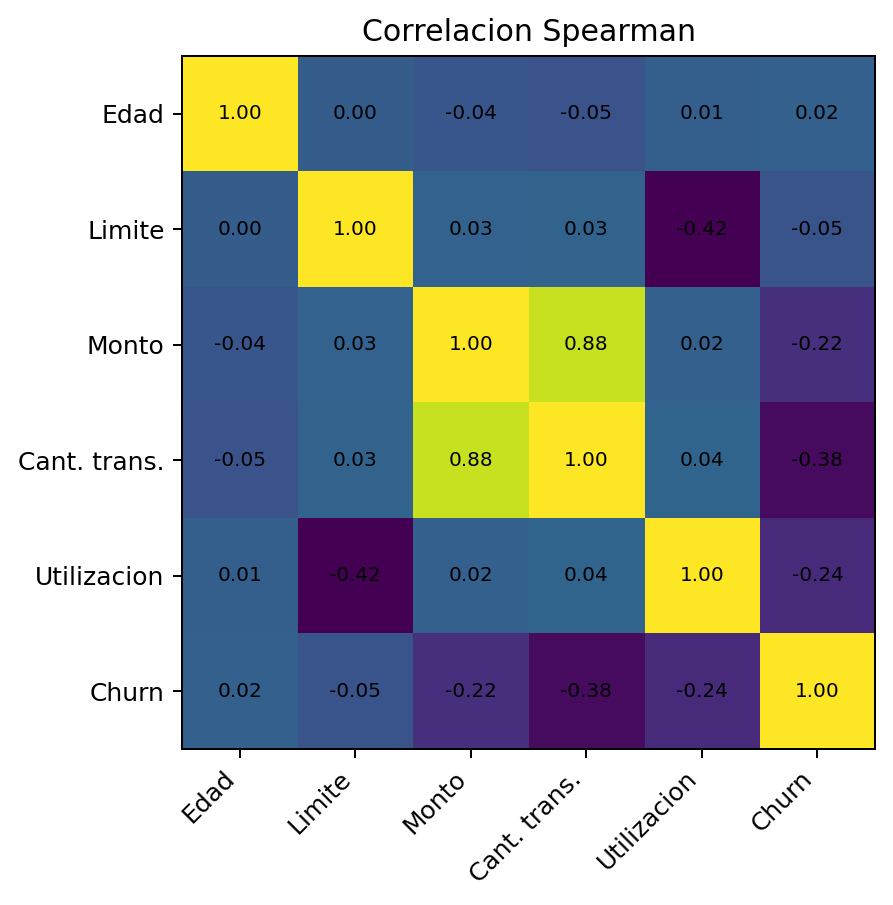 Correlacion Spearman
Edad 1.00 0.00 -0.04 -0.05 0.01 0.02
Limite 0.00 1.00 0.03 0.03 -0.42 -0.05
Monto -0.04 0.03 1.00 0.88 0.02 -0.22
Cant. trans. -0.05 0.03 0.88 1.00 0.04 -0.38
Utilizacion 0.01 -0.42 0.02 0.04 1.00 -0.24
Churn 0.02 -0.05 -0.22 -0.38 -0.24 1.00
Edad Limite Monto Cant. trans. Utilizacion Churn